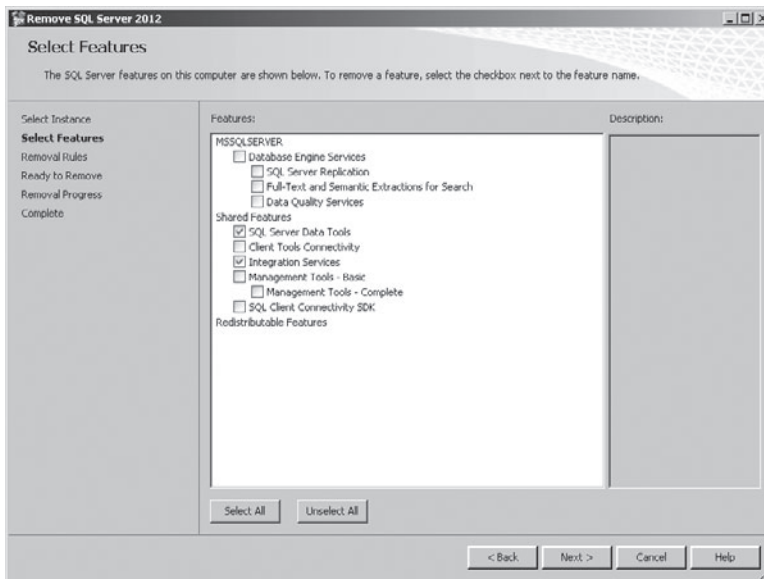 Remove SQL Server 2012
Select Features
The SQL Server features on this computer are shown below. To remove a feature, select the checkbox next to the feature name.
Select Instance
Select Features
Removal Rules
Ready to Remove
Removal Progress
Complete
Features:
MSSQLSERVER
Database Engine Services
SQL Server Replication
Full-Text and Semantic Extractions for Search
Data Quality Services
Shared Features
SQL Server Data Tools
Client Tools Connectivity
Integration Services
Management Tools - Basic
Management Tools - Complete
SQL Client Connectivity SDK
Redistributable Features
Description:
Select All
Unselect All
< Back
Next >
Cancel
Help